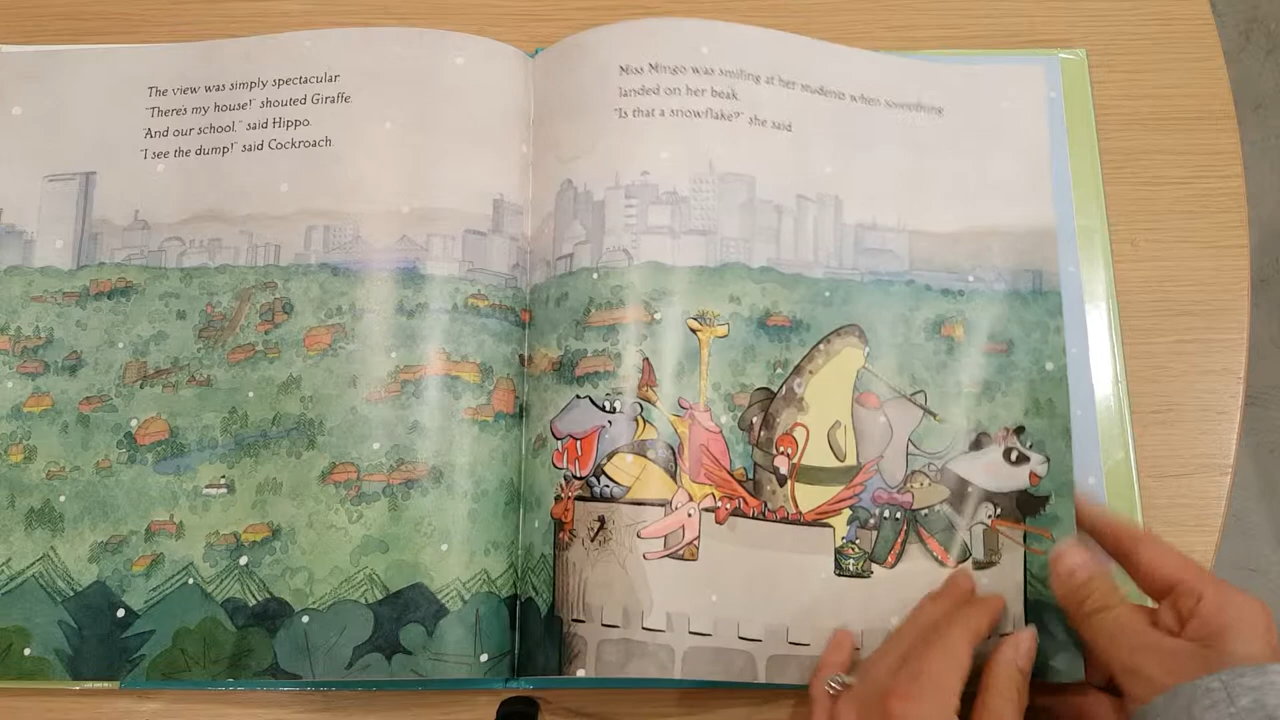 The view was simply spectacular.
"There's my house!" shouted Giraffe.
"And our school," said Hippo.
"I see the dump!" said Cockroach.
Miss Mingo was smiling at her students when something
landed on her beak.
"Is that a snowflake?" she said.